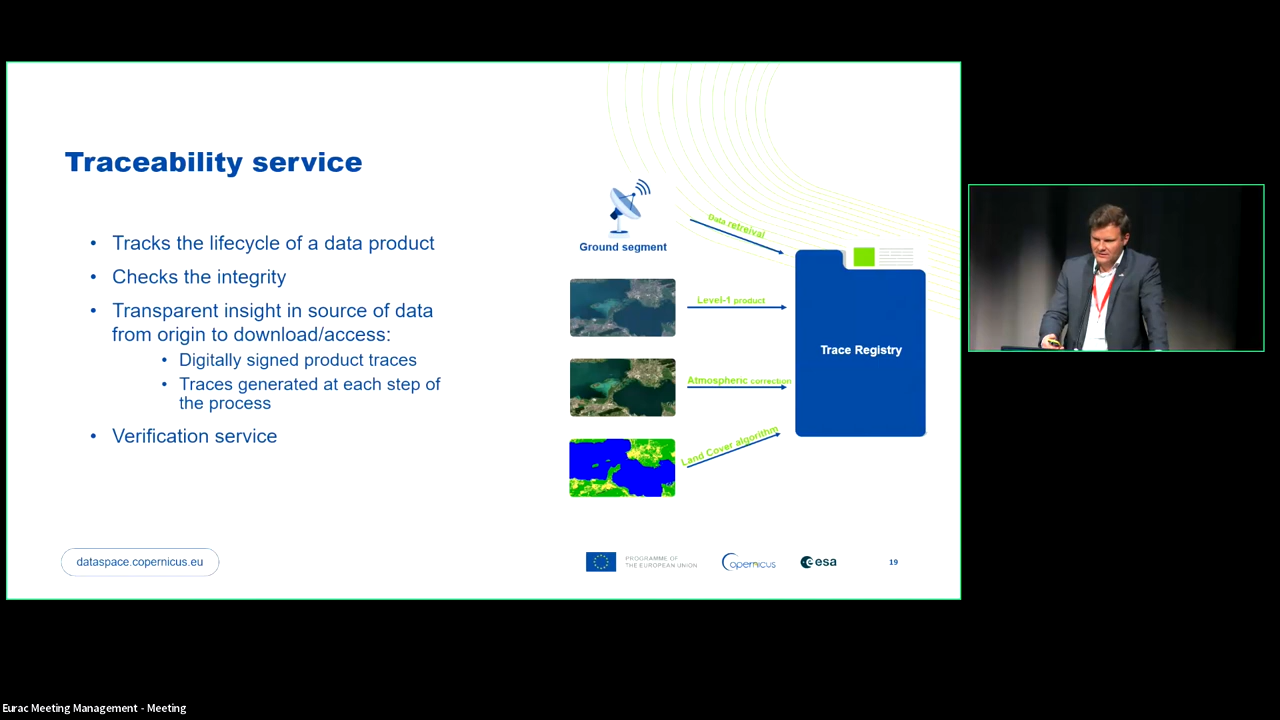 Traceability service
• Tracks the lifecycle of a data product
• Checks the integrity
• Transparent insight in source of data
from origin to download/access:
• Digitally signed product traces
• Traces generated at each step of
the process
• Verification service
Ground segment
Data retreival
Level-1 product
Atmospheric correction
Land Cover algorithm
Trace Registry
dataspace.copernicus.eu
PROGRAMME OF
THE EUROPEAN UNION
opernicus
esa
19
Eurac Meeting Management - Meeting